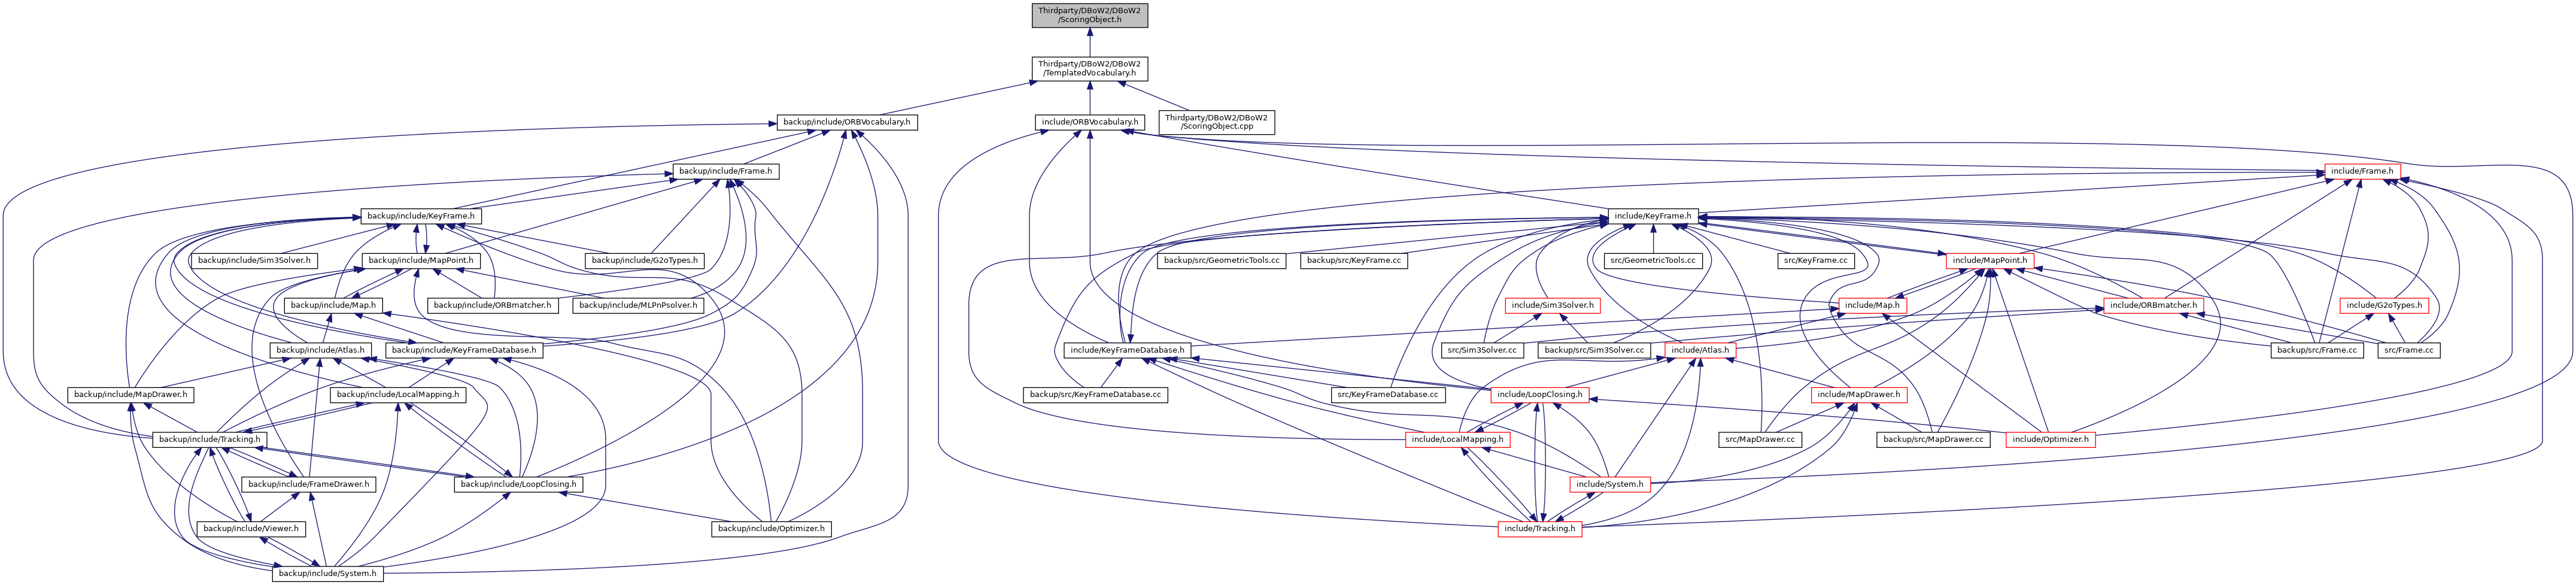 Thirdparty/DBoW2/DBoW2
/ScoringObject.h
Thirdparty/DBoW2/DBoW2
/TemplatedVocabulary.h
backup/include/ORBVocabulary.h
include/ORBVocabulary.h
Thirdparty/DBoW2/DBoW2
/ScoringObject.cpp
backup/include/Frame.h
include/Frame.h
backup/include/KeyFrame.h
include/KeyFrame.h
backup/include/Sim3Solver.h
backup/include/MapPoint.h
backup/include/G2oTypes.h
backup/src/GeometricTools.cc
backup/src/KeyFrame.cc
src/GeometricTools.cc
src/KeyFrame.cc
include/MapPoint.h
backup/include/Map.h
backup/include/ORBmatcher.h
backup/include/MLPnPsolver.h
include/Sim3Solver.h
include/Map.h
include/ORBmatcher.h
include/G2oTypes.h
backup/include/Atlas.h
backup/include/KeyFrameDatabase.h
include/KeyFrameDatabase.h
src/Sim3Solver.cc
backup/src/Sim3Solver.cc
include/Atlas.h
backup/src/Frame.cc
src/Frame.cc
backup/include/MapDrawer.h
backup/include/LocalMapping.h
backup/src/KeyFrameDatabase.cc
src/KeyFrameDatabase.cc
include/LoopClosing.h
include/MapDrawer.h
backup/include/Tracking.h
include/LocalMapping.h
src/MapDrawer.cc
backup/src/MapDrawer.cc
include/Optimizer.h
backup/include/FrameDrawer.h
backup/include/LoopClosing.h
include/System.h
backup/include/Viewer.h
backup/include/Optimizer.h
include/Tracking.h
backup/include/System.h